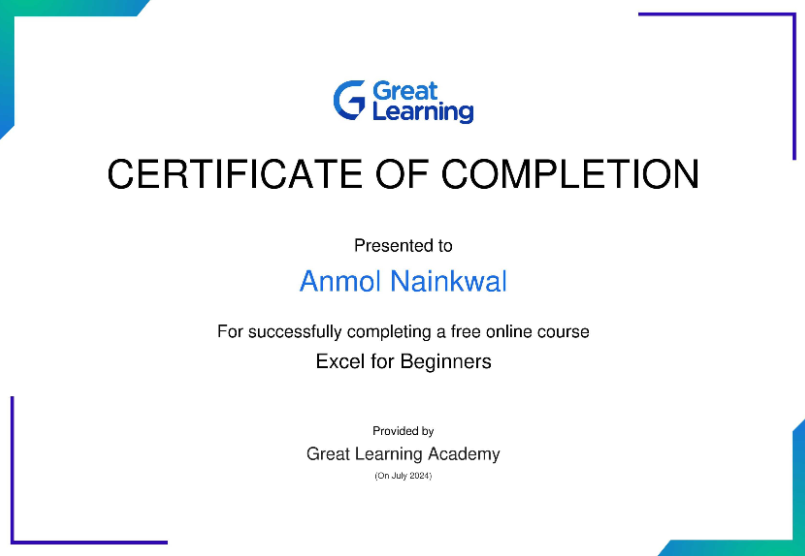 Great
Learning
CERTIFICATE OF COMPLETION
Presented to
Anmol Nainkwal
For successfully completing a free online course
Excel for Beginners
Provided by
Great Learning Academy
(On July 2024)